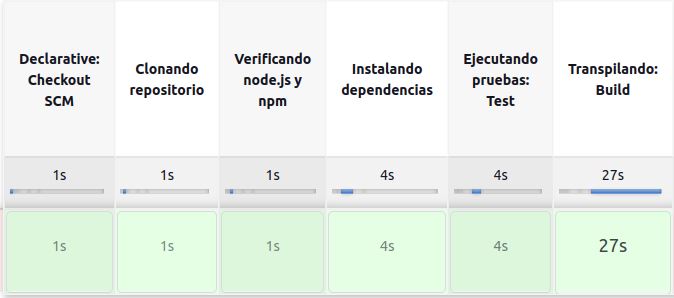 Declarative:
Checkout
SCM
Clonando
repositorio
Verificando
node.js y
npm
Instalando
dependencias
Ejecutando
pruebas:
Test
Transpilando:
Build
1s
1s
1s
4s
4s
27s
1s
1s
1s
4s
4s
27s